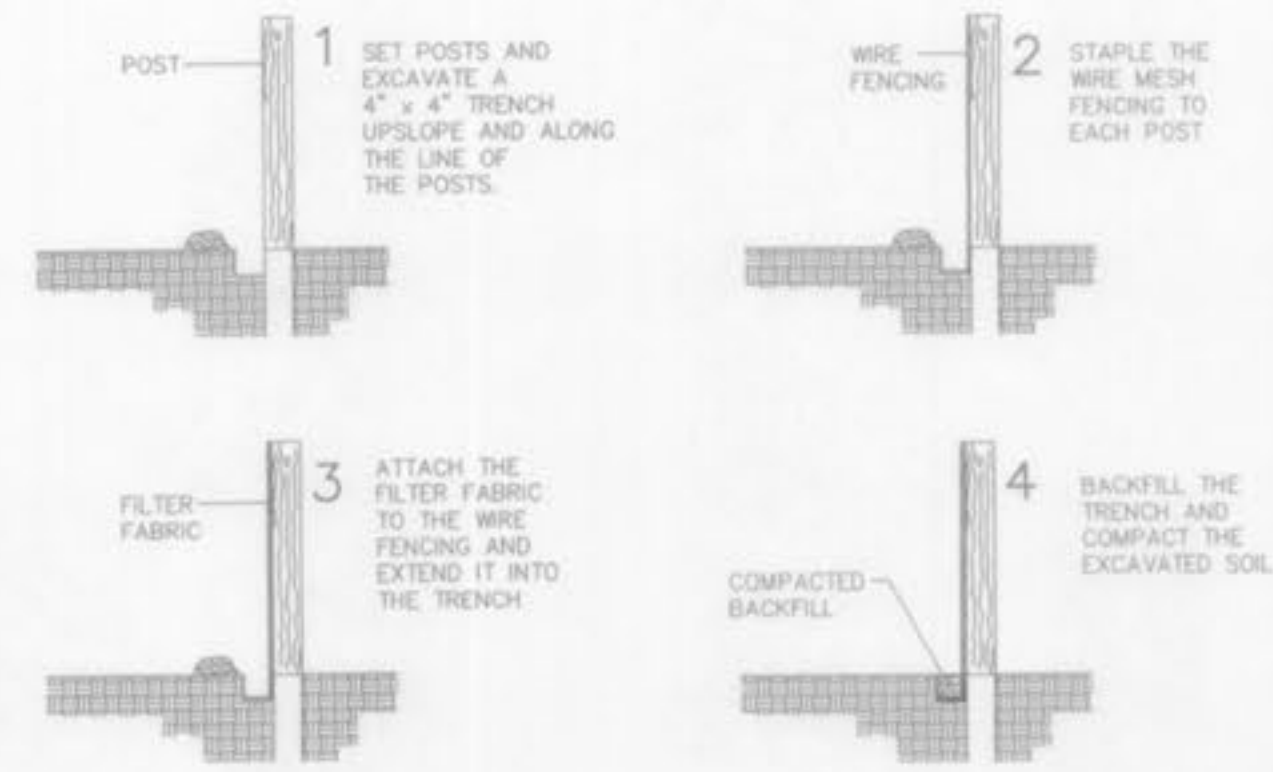 POST
1
SET POSTS AND
EXCAVATE A
4" x 4" TRENCH
UPSLOPE AND ALONG
THE LINE OF
THE POSTS.
WIRE
FENCING
2
STAPLE THE
WIRE MESH
FENCING TO
EACH POST
FILTER
FABRIC
3
ATTACH THE
FILTER FABRIC
TO THE WIRE
FENCING AND
EXTEND IT INTO
THE TRENCH
COMPACTED
BACKFILL
4
BACKFILL THE
TRENCH AND
COMPACT THE
EXCAVATED SOIL